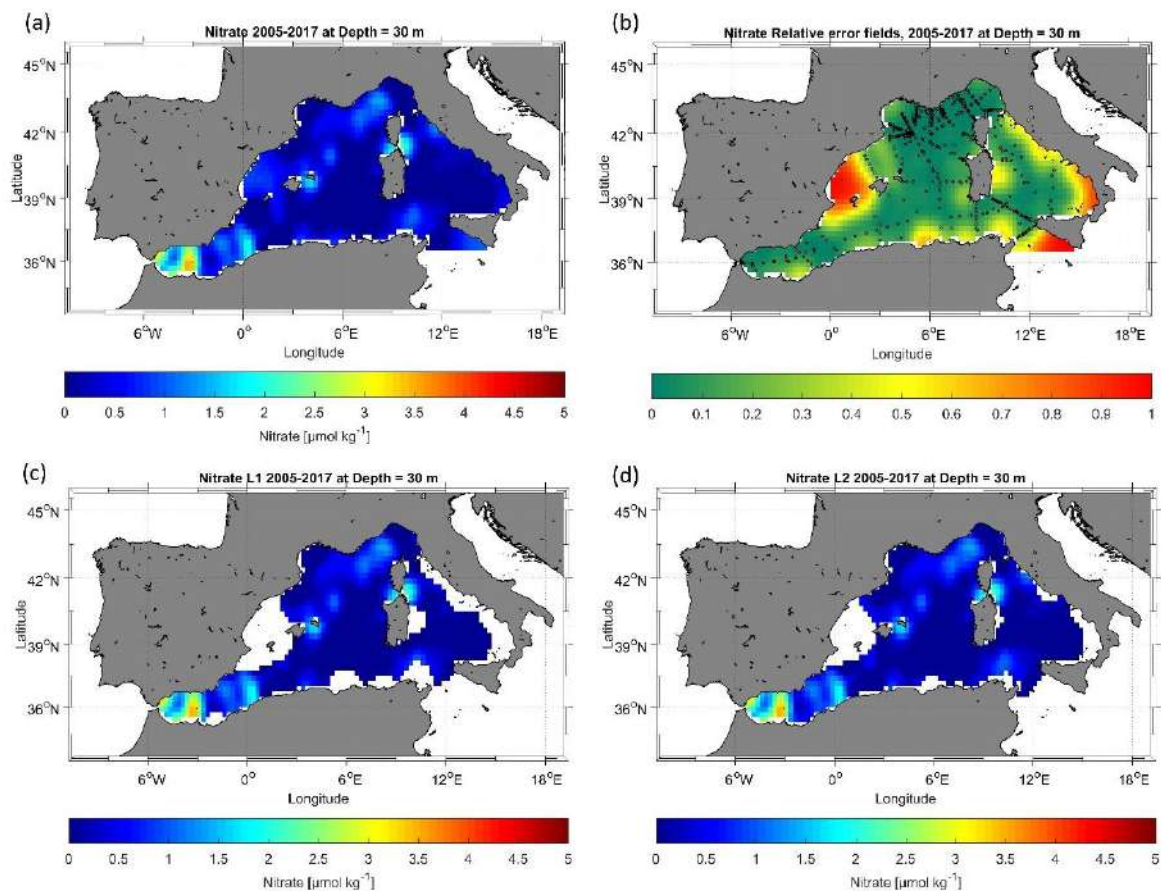 (a)
Nitrate 2005-2017 at Depth = 30 m
45°N
42°N
39°N
36°N
Latitude
6°W 0° 6°E 12°E 18°E
Longitude
0 0.5 1 1.5 2 2.5 3 3.5 4 4.5 5
Nitrate [μmol kg⁻¹]
(b)
Nitrate Relative error fields, 2005-2017 at Depth = 30 m
45°N
42°N
39°N
36°N
Latitude
6°W 0° 6°E 12°E 18°E
Longitude
0 0.1 0.2 0.3 0.4 0.5 0.6 0.7 0.8 0.9 1
(c)
Nitrate L1 2005-2017 at Depth = 30 m
45°N
42°N
39°N
36°N
Latitude
6°W 0° 6°E 12°E 18°E
Longitude
0 0.5 1 1.5 2 2.5 3 3.5 4 4.5 5
Nitrate [μmol kg⁻¹]
(d)
Nitrate L2 2005-2017 at Depth = 30 m
45°N
42°N
39°N
36°N
Latitude
6°W 0° 6°E 12°E 18°E
Longitude
0 0.5 1 1.5 2 2.5 3 3.5 4 4.5 5
Nitrate [μmol kg⁻¹]